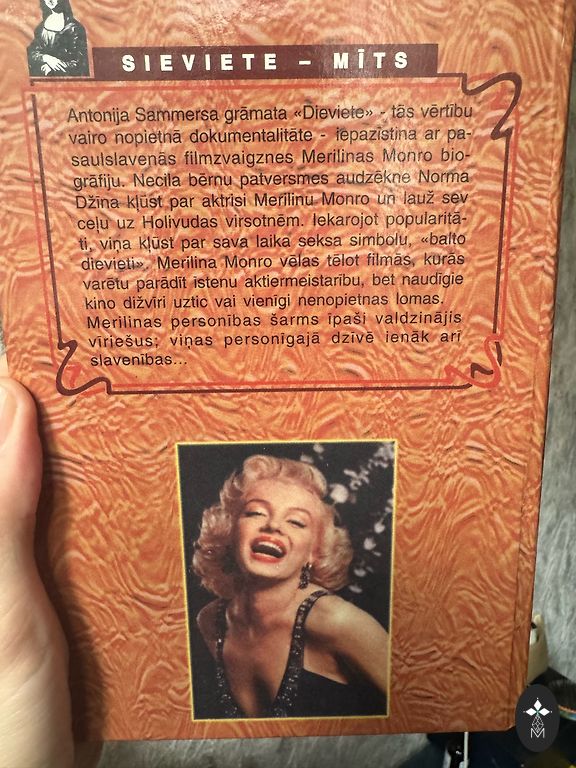 SIEVIETE – MĪTS
Antonija Sammersa grāmata «Dieviete» - tās vērtību
vairo nopietnā dokumentalitāte - iepazīstina ar pa-
saulslavenās filmzvaigznes Merilinas Monro bio-
grāfiju. Necila bērnu patversmes audzēkne Norma
Džīna kļūst par aktrisi Merilinu Monro un lauž sev
ceļu uz Holivudas virsotnēm. Iekarojot popularitā-
ti, viņa kļūst par sava laika seksa simbolu, «balto
dievieti». Merilina Monro vēlas tēlot filmās, kurās
varētu parādīt īstenu aktiermeistarību, bet naudīgie
kino dižvīri uztic vai vienīgi nenopietnas lomas.
Merilinas personības šarms īpaši valdzinājis
vīriešus; viņas personīgajā dzīvē ienāk arī
slavenības...
M